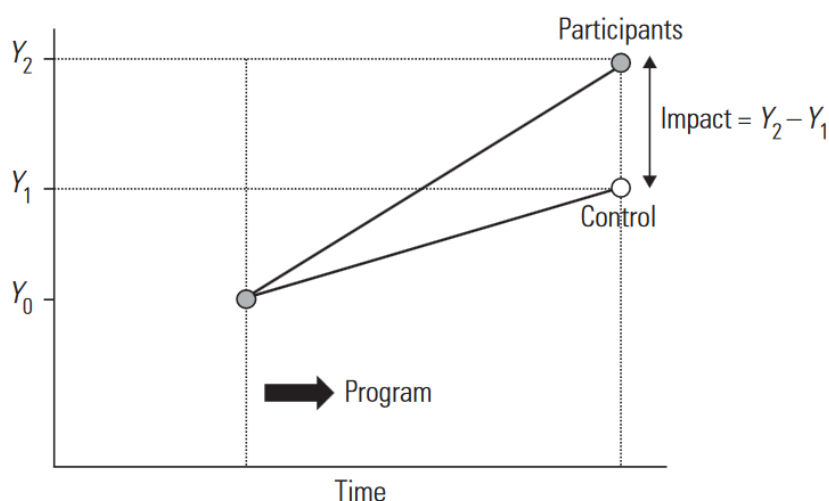 Participants
Y2
Impact = Y2 – Y1
Y1
Control
Y0
Program
Time